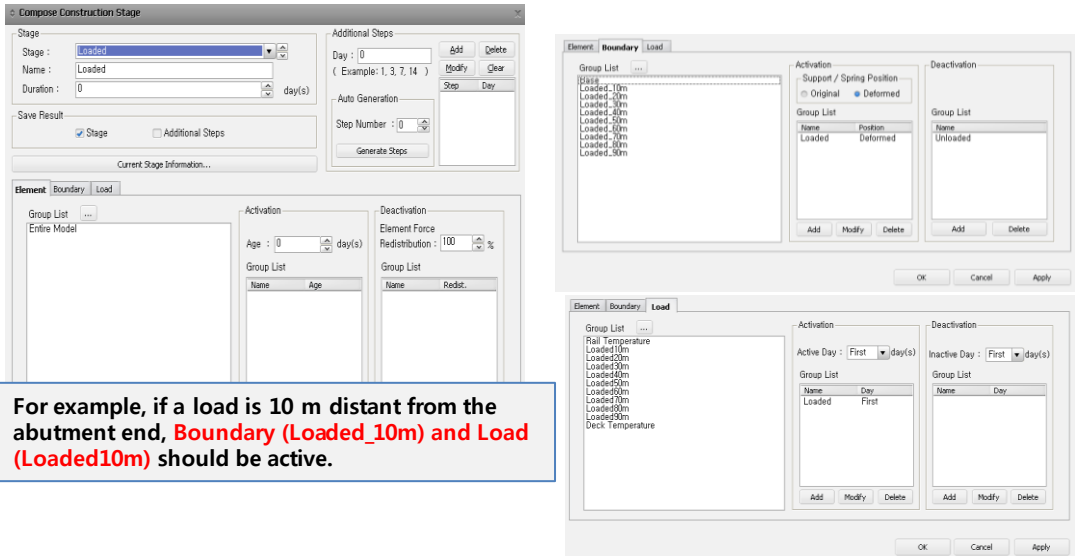 Compose Construction Stage
Stage
Stage :
Loaded
Name :
Loaded
Duration :
0
day(s)
Save Result
Stage
Additional Steps
Current Stage Information...
Additional Steps
Day : 0
Add
Delete
( Example: 1, 3, 7, 14 )
Modify
Clear
Step Day
Auto Generation
Step Number : 0
Generate Steps
Element Boundary Load
Group List ...
Entire Model
Activation
Age : 0 day(s)
Group List
Name Age
Deactivation
Element Force
Redistribution : 100 %
Group List
Name Redist.
For example, if a load is 10 m distant from the
abutment end, Boundary (Loaded_10m) and Load
(Loaded10m) should be active.
Element Boundary Load
Group List ...
Base
Loaded_10m
Loaded_20m
Loaded_30m
Loaded_40m
Loaded_50m
Loaded_60m
Loaded_70m
Loaded_80m
Loaded_90m
Activation
Support / Spring Position
Original Deformed
Group List
Name Position
Loaded Deformed
Add Modify Delete
Deactivation
Group List
Name
Unloaded
Add Delete
OK Cancel Apply
Element Boundary Load
Group List ...
Rail Temperature
Loaded10m
Loaded20m
Loaded30m
Loaded40m
Loaded50m
Loaded60m
Loaded70m
Loaded80m
Loaded90m
Deck Temperature
Activation
Active Day : First day(s)
Group List
Name Day
Loaded First
Add Modify Delete
Deactivation
Inactive Day : First day(s)
Group List
Name Day
Add Modify Delete
OK Cancel Apply